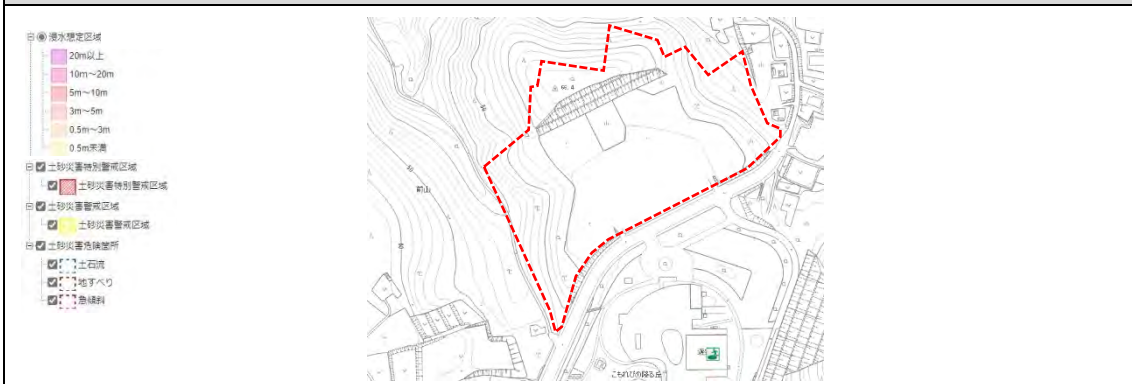 浸水想定区域
20m以上
10m～20m
5m～10m
3m～5m
0.5m～3m
0.5m未満
土砂災害特別警戒区域
土砂災害特別警戒区域
土砂災害警戒区域
土砂災害警戒区域
土砂災害危険箇所
土石流
地すべり
急傾斜
前山
こもれびの降る丘